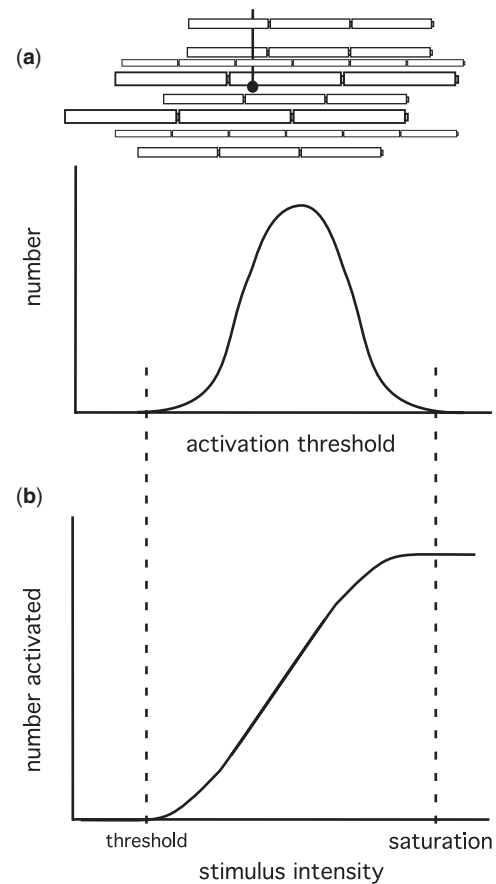 (a)
number
activation threshold
(b)
number activated
threshold
saturation
stimulus intensity